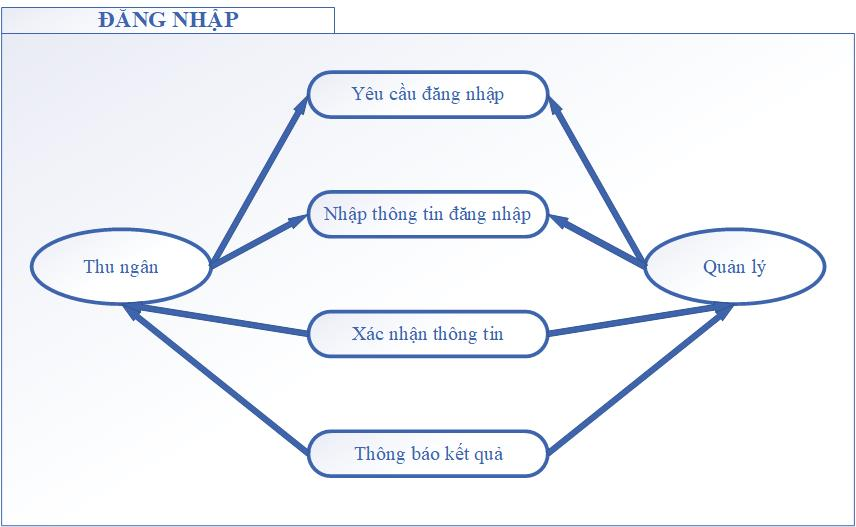 ĐĂNG NHẬP
Yêu cầu đăng nhập
Nhập thông tin đăng nhập
Thu ngân
Quản lý
Xác nhận thông tin
Thông báo kết quả